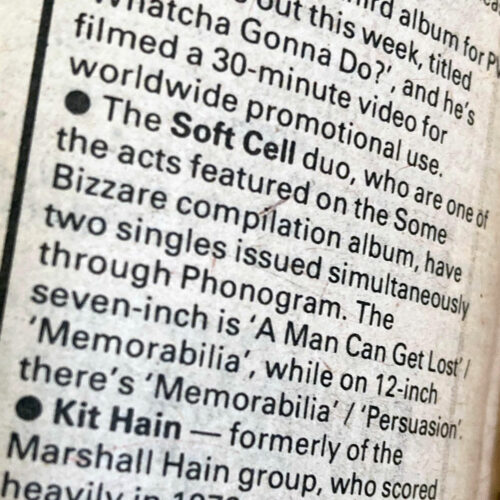 album for
out this week, titled
Whatcha Gonna Do?', and he's
filmed a 30-minute video for
worldwide promotional use.
● The Soft Cell duo, who are one of
the acts featured on the Some
Bizzare compilation album, have
two singles issued simultaneously
through Phonogram. The
seven-inch is 'A Man Can Get Lost' /
'Memorabilia', while on 12-inch
there's 'Memorabilia' / 'Persuasion'.
● Kit Hain — formerly of the
Marshall Hain group, who scored
heavily in